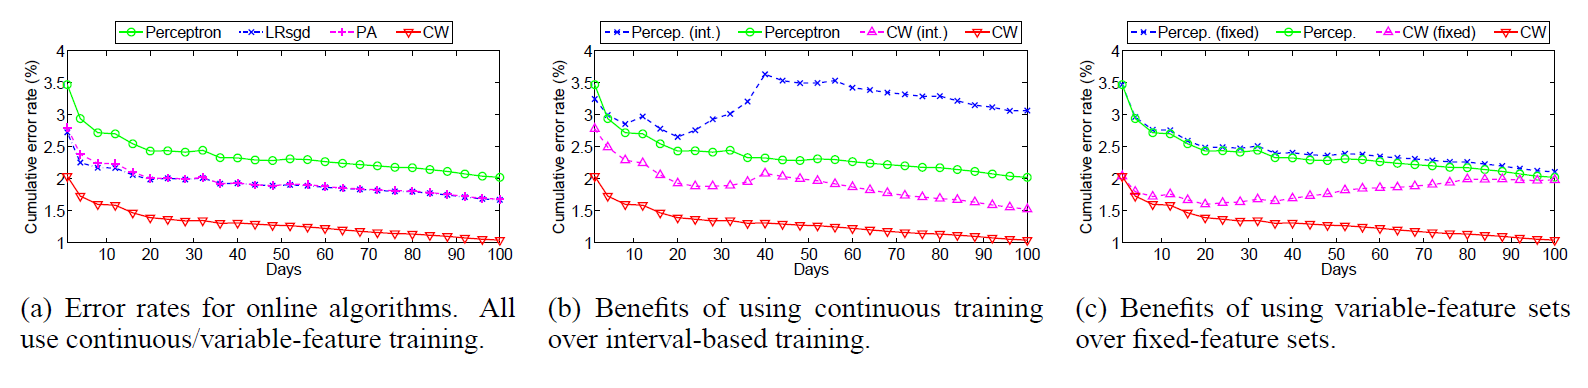 Perceptron LRsgd PA CW
4
3.5
3
2.5
2
1.5
1
Cumulative error rate (%)
10 20 30 40 50 60 70 80 90 100
Days
(a) Error rates for online algorithms. All
use continuous/variable-feature training.
Percep. (int.) Perceptron CW (int.) CW
4
3.5
3
2.5
2
1.5
1
Cumulative error rate (%)
10 20 30 40 50 60 70 80 90 100
Days
(b) Benefits of using continuous training
over interval-based training.
Percep. (fixed) Percep. CW (fixed) CW
4
3.5
3
2.5
2
1.5
1
Cumulative error rate (%)
10 20 30 40 50 60 70 80 90 100
Days
(c) Benefits of using variable-feature sets
over fixed-feature sets.